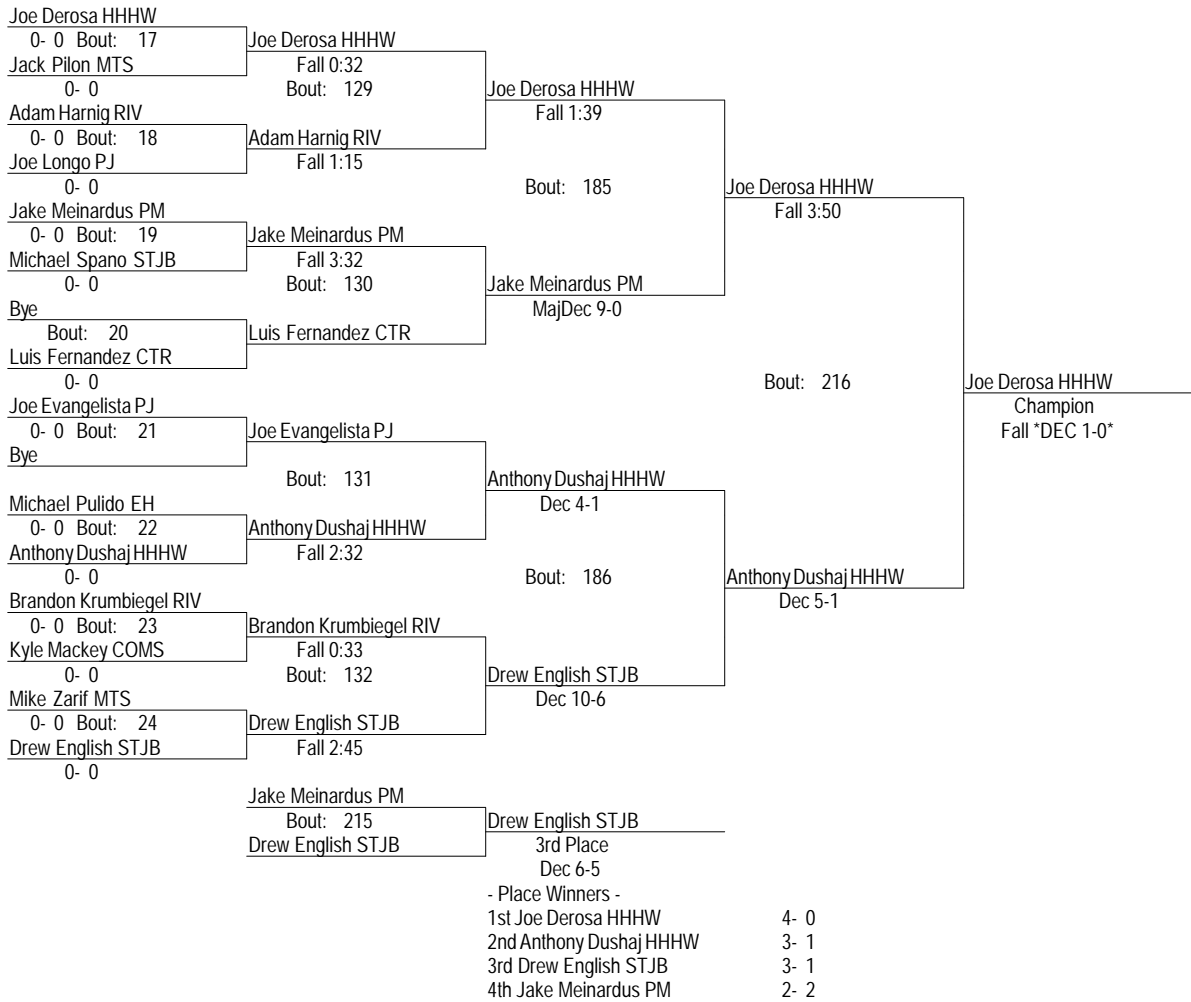 Joe Derosa HHHW
0- 0 Bout: 17
Jack Pilon MTS
0- 0
Adam Harnig RIV
0- 0 Bout: 18
Joe Longo PJ
0- 0
Jake Meinardus PM
0- 0 Bout: 19
Michael Spano STJB
0- 0
Bye
Bout: 20
Luis Fernandez CTR
0- 0
Joe Evangelista PJ
0- 0 Bout: 21
Bye
Michael Pulido EH
0- 0 Bout: 22
Anthony Dushaj HHHW
0- 0
Brandon Krumbiegel RIV
0- 0 Bout: 23
Kyle Mackey COMS
0- 0
Mike Zarif MTS
0- 0 Bout: 24
Drew English STJB
0- 0
Joe Derosa HHHW
Fall 0:32
Bout: 129
Adam Harnig RIV
Fall 1:15
Jake Meinardus PM
Fall 3:32
Bout: 130
Luis Fernandez CTR
Joe Evangelista PJ
Bout: 131
Anthony Dushaj HHHW
Fall 2:32
Brandon Krumbiegel RIV
Fall 0:33
Bout: 132
Drew English STJB
Fall 2:45
Joe Derosa HHHW
Fall 1:39
Bout: 185
Jake Meinardus PM
MajDec 9-0
Anthony Dushaj HHHW
Dec 4-1
Bout: 186
Drew English STJB
Dec 10-6
Joe Derosa HHHW
Fall 3:50
Bout: 216
Anthony Dushaj HHHW
Dec 5-1
Joe Derosa HHHW
Champion
Fall *DEC 1-0*
Jake Meinardus PM
Bout: 215
Drew English STJB
Drew English STJB
3rd Place
Dec 6-5
- Place Winners -
1st Joe Derosa HHHW 4- 0
2nd Anthony Dushaj HHHW 3- 1
3rd Drew English STJB 3- 1
4th Jake Meinardus PM 2- 2